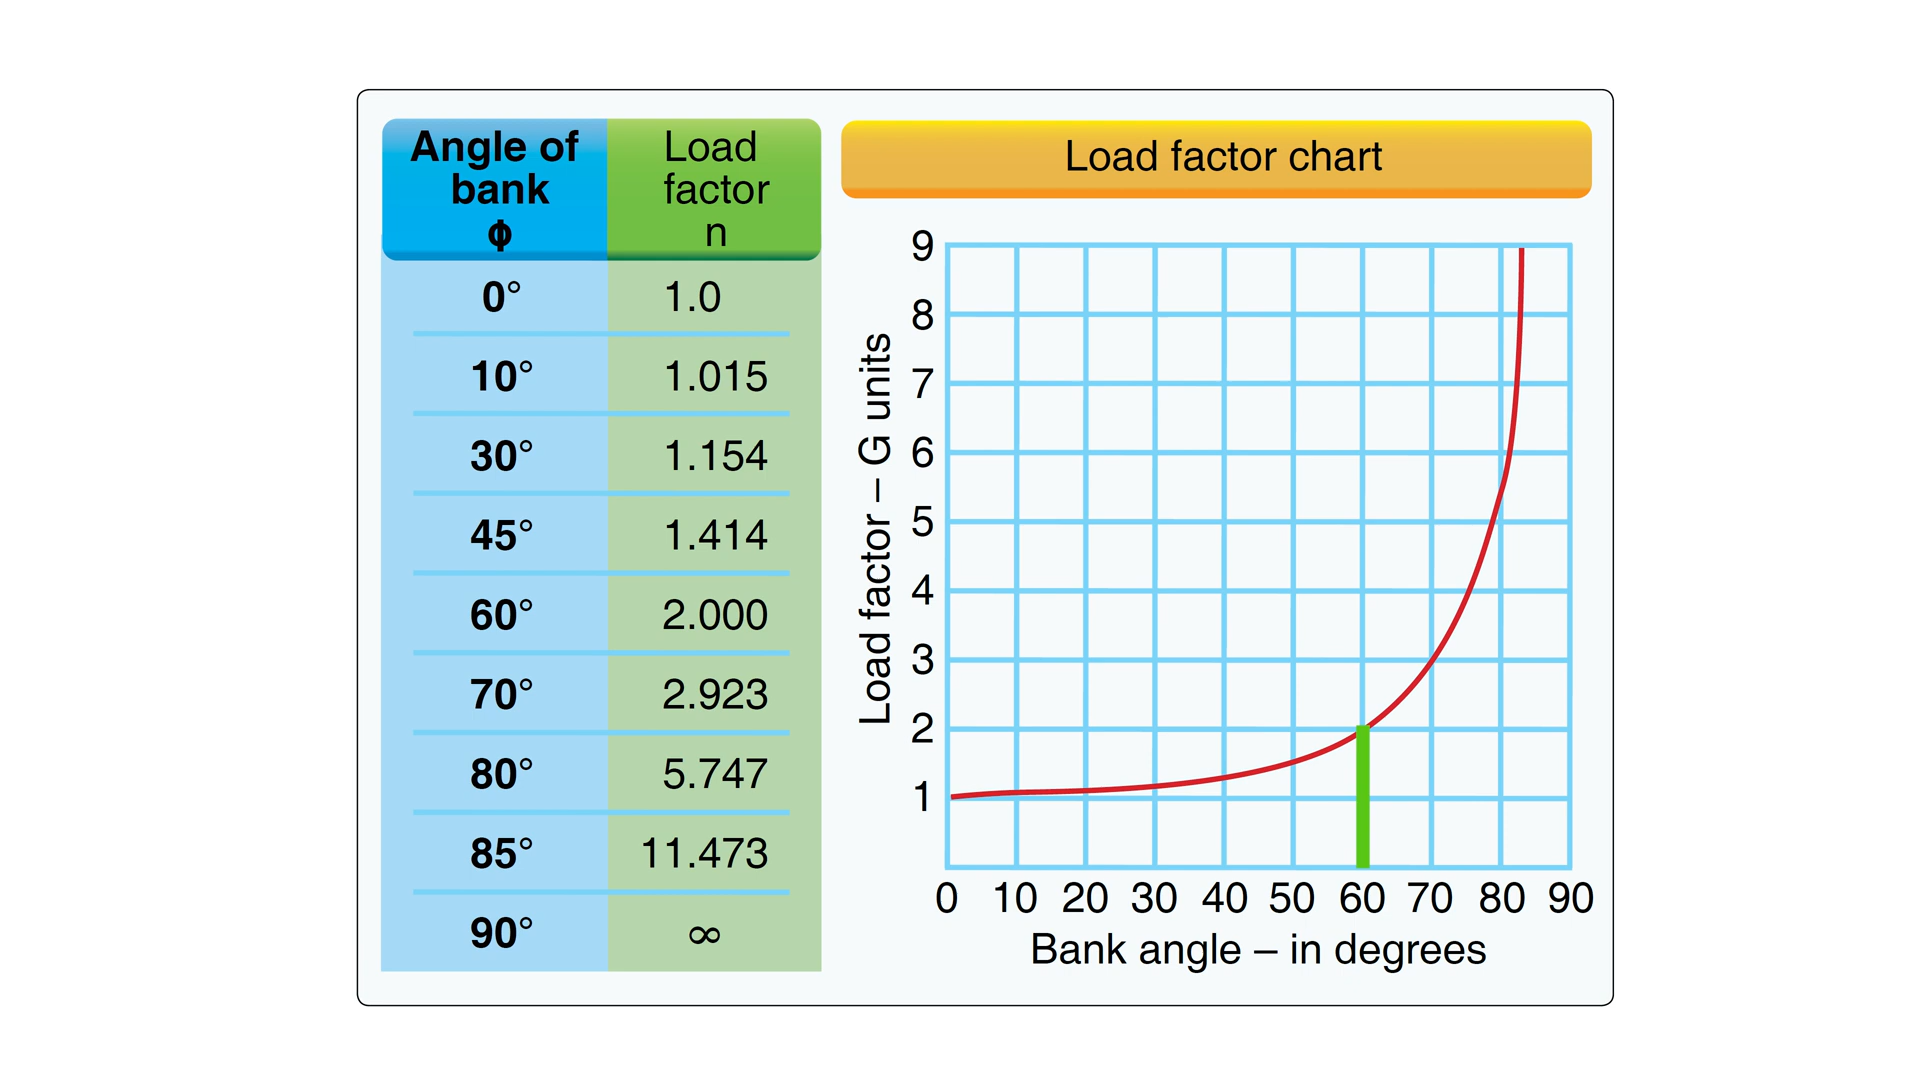 Angle of
bank
ϕ
Load
factor
n
0° 1.0
10° 1.015
30° 1.154
45° 1.414
60° 2.000
70° 2.923
80° 5.747
85° 11.473
90° ∞
Load factor chart
Load factor – G units
9
8
7
6
5
4
3
2
1
0 10 20 30 40 50 60 70 80 90
Bank angle – in degrees